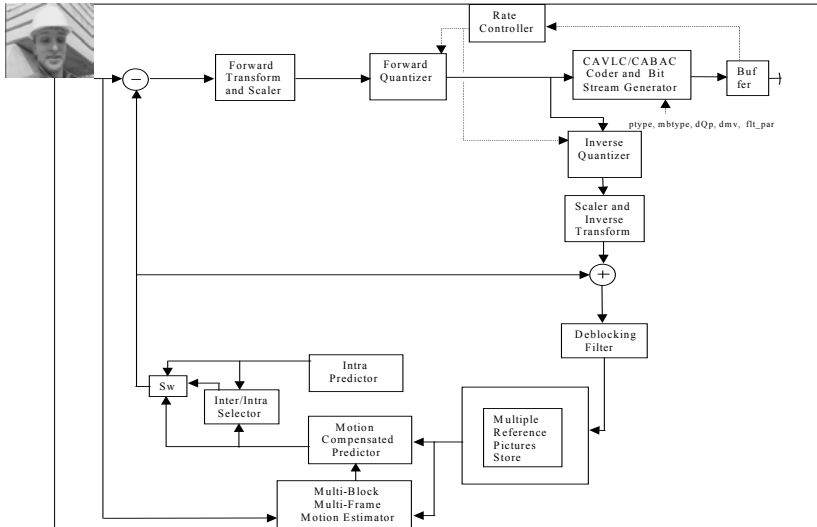 Rate
Controller
Forward
Transform
and Scaler
Forward
Quantizer
CAVLC/CABAC
Coder and Bit
Stream Generator
Buf
fer
ptype, mbtype, dQp, dmv, flt_par
Inverse
Quantizer
Scaler and
Inverse
Transform
Deblocking
Filter
Intra
Predictor
Sw
Inter/Intra
Selector
Motion
Compensated
Predictor
Multiple
Reference
Pictures
Store
Multi-Block
Multi-Frame
Motion Estimator